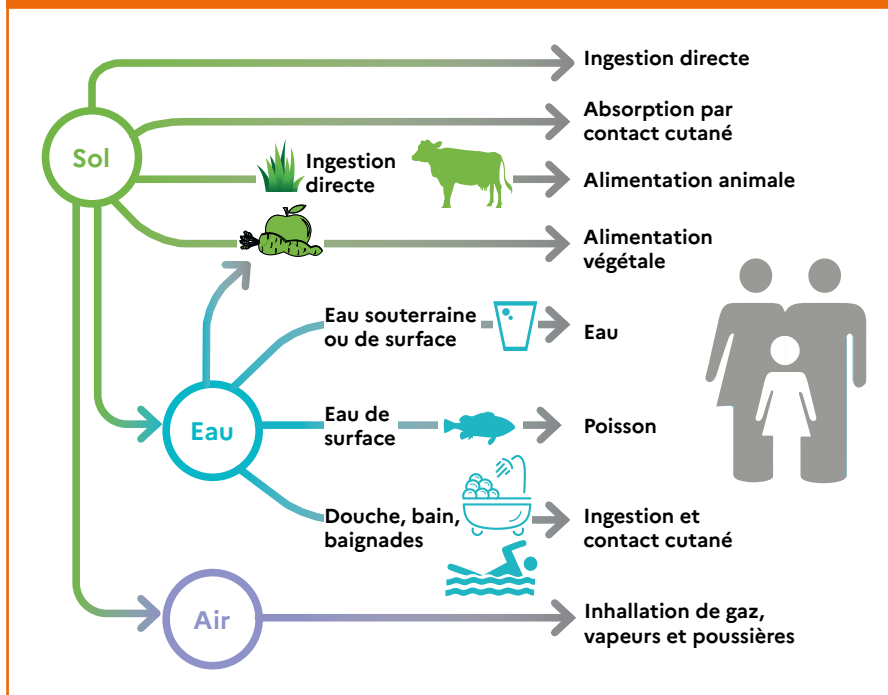 Ingestion directe
Absorption par
contact cutané
Sol
Ingestion
directe
Alimentation animale
Alimentation
végétale
Eau souterraine
ou de surface
Eau
Eau
Eau de
surface
Poisson
Douche, bain,
baignades
Ingestion et
contact cutané
Air
Inhallation de gaz,
vapeurs et poussières